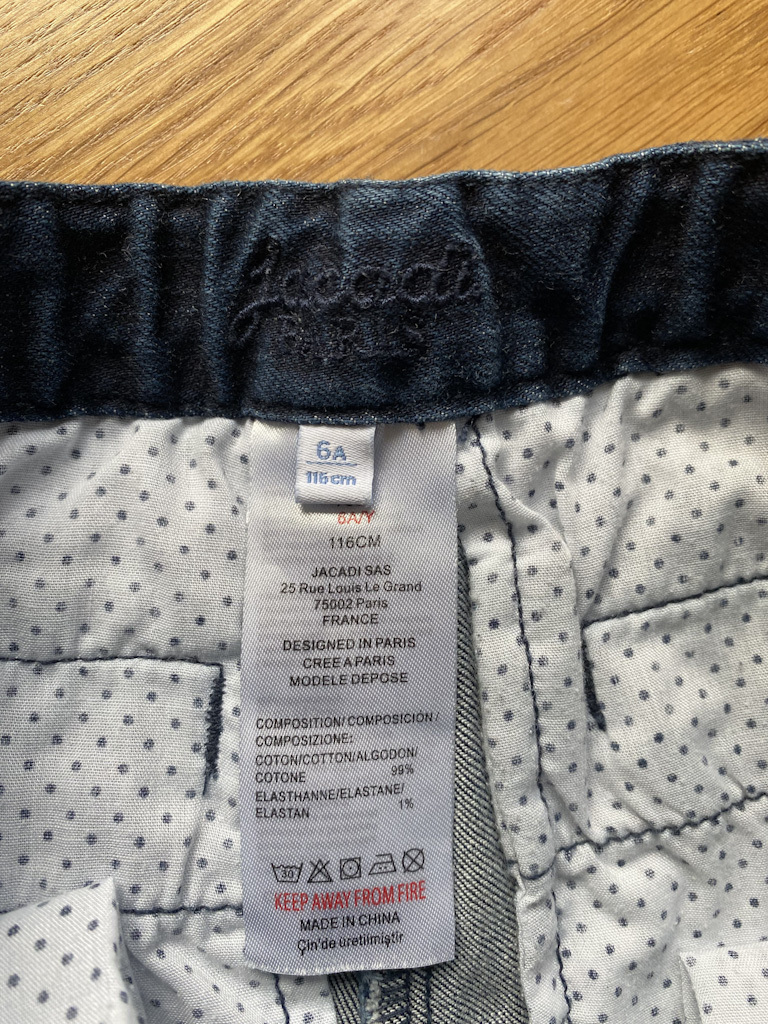 jacadi
PARIS
6A
116cm
116CM
JACADI SAS
25 Rue Louis Le Grand
75002 Paris
FRANCE
DESIGNED IN PARIS
CREE A PARIS
MODELE DEPOSE
COMPOSITION/ COMPOSICIÓN /
COMPOSIZIONE:
COTON/COTTON/ALGODON/
COTONE 99%
ELASTHANNE/ELASTANE/
ELASTAN 1%
30
KEEP AWAY FROM FIRE
MADE IN CHINA
Çin'de üretilmiştir